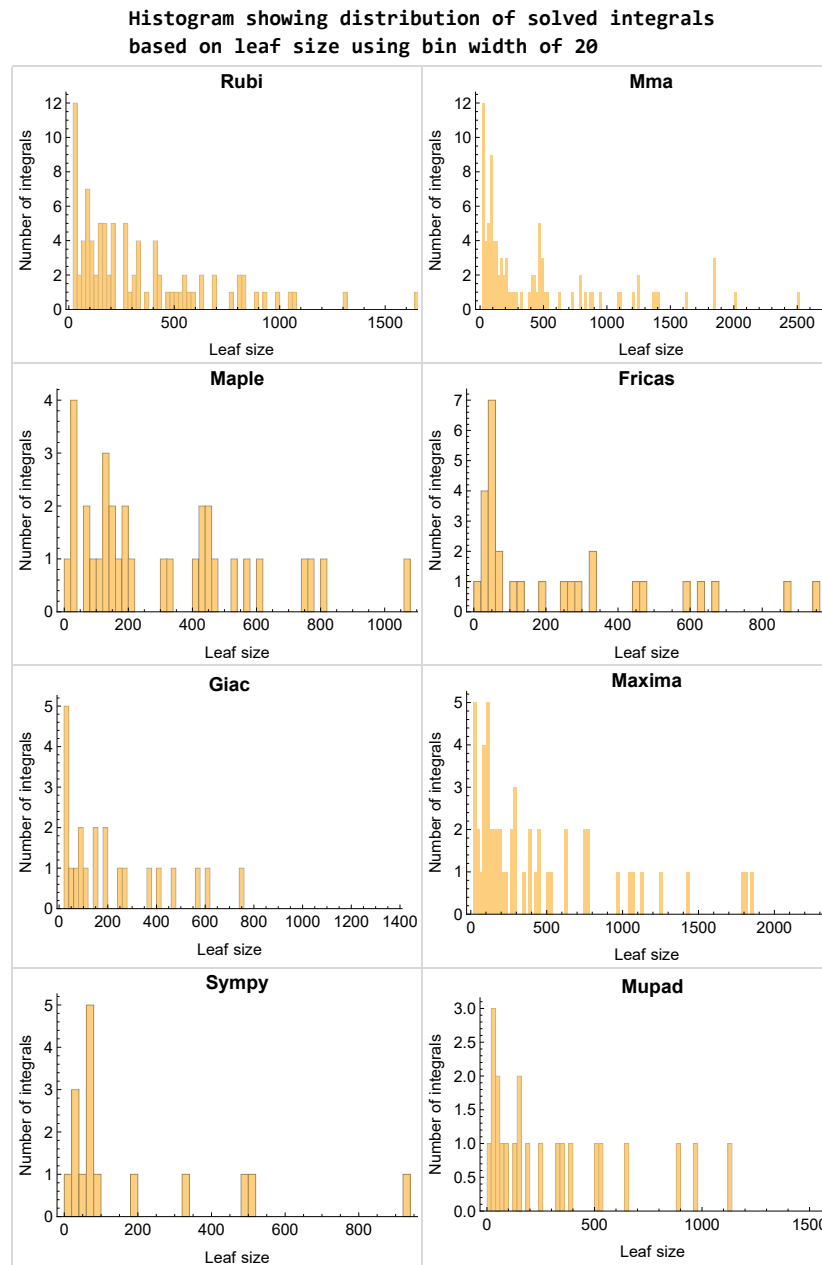 Histogram showing distribution of solved integrals
based on leaf size using bin width of 20
Rubi
Number of integrals
0 2 4 6 8 10 12
0 500 1000 1500
Leaf size
Mma
Number of integrals
0 2 4 6 8 10 12
0 500 1000 1500 2000 2500
Leaf size
Maple
Number of integrals
0 1 2 3 4
0 200 400 600 800 1000
Leaf size
Fricas
Number of integrals
0 1 2 3 4 5 6 7
0 200 400 600 800
Leaf size
Giac
Number of integrals
0 1 2 3 4 5
0 200 400 600 800 1000 1200 1400
Leaf size
Maxima
Number of integrals
0 1 2 3 4 5
0 500 1000 1500 2000
Leaf size
Sympy
Number of integrals
0 1 2 3 4 5
0 200 400 600 800
Leaf size
Mupad
Number of integrals
0.0 0.5 1.0 1.5 2.0 2.5 3.0
0 500 1000 1500
Leaf size